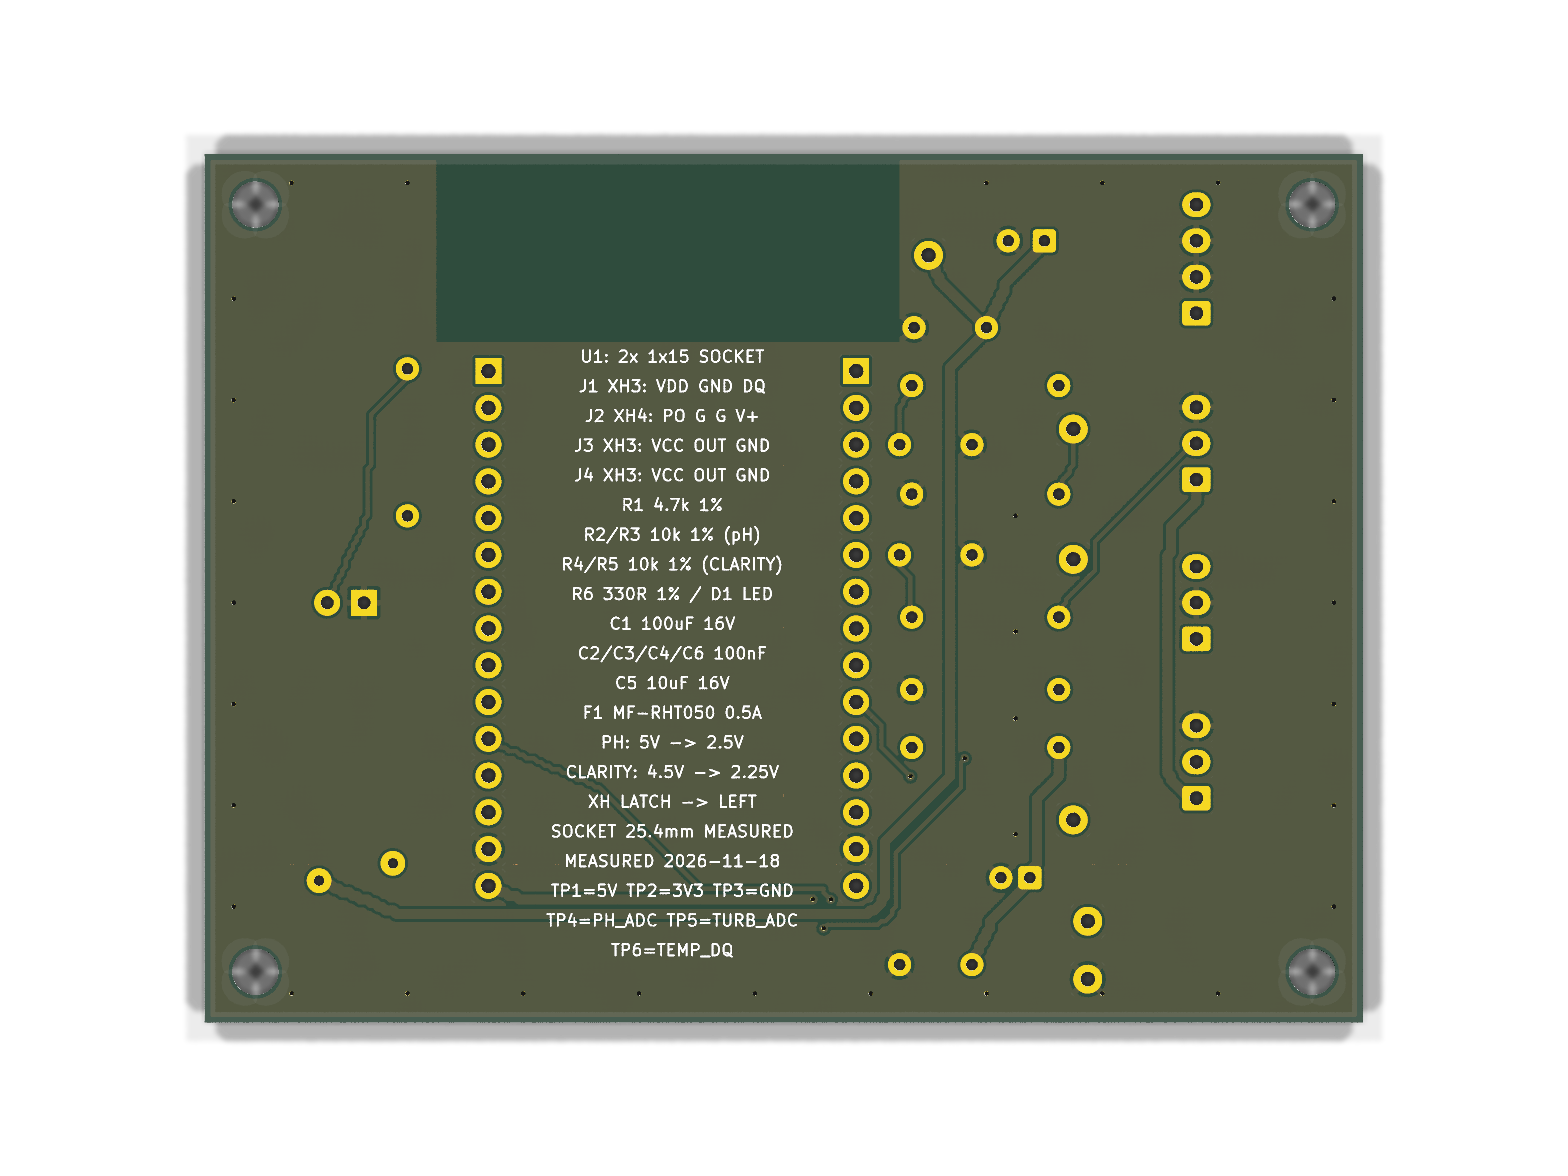 U1: 2x 1x15 SOCKET
J1 XH3: VDD GND DQ
J2 XH4: PO G G V+
J3 XH3: VCC OUT GND
J4 XH3: VCC OUT GND
R1 4.7k 1%
R2/R3 10k 1% (pH)
R4/R5 10k 1% (CLARITY)
R6 330R 1% / D1 LED
C1 100uF 16V
C2/C3/C4/C6 100nF
C5 10uF 16V
F1 MF-RHT050 0.5A
PH: 5V -> 2.5V
CLARITY: 4.5V -> 2.25V
XH LATCH -> LEFT
SOCKET 25.4mm MEASURED
MEASURED 2026-11-18
TP1=5V TP2=3V3 TP3=GND
TP4=PH_ADC TP5=TURB_ADC
TP6=TEMP_DQ